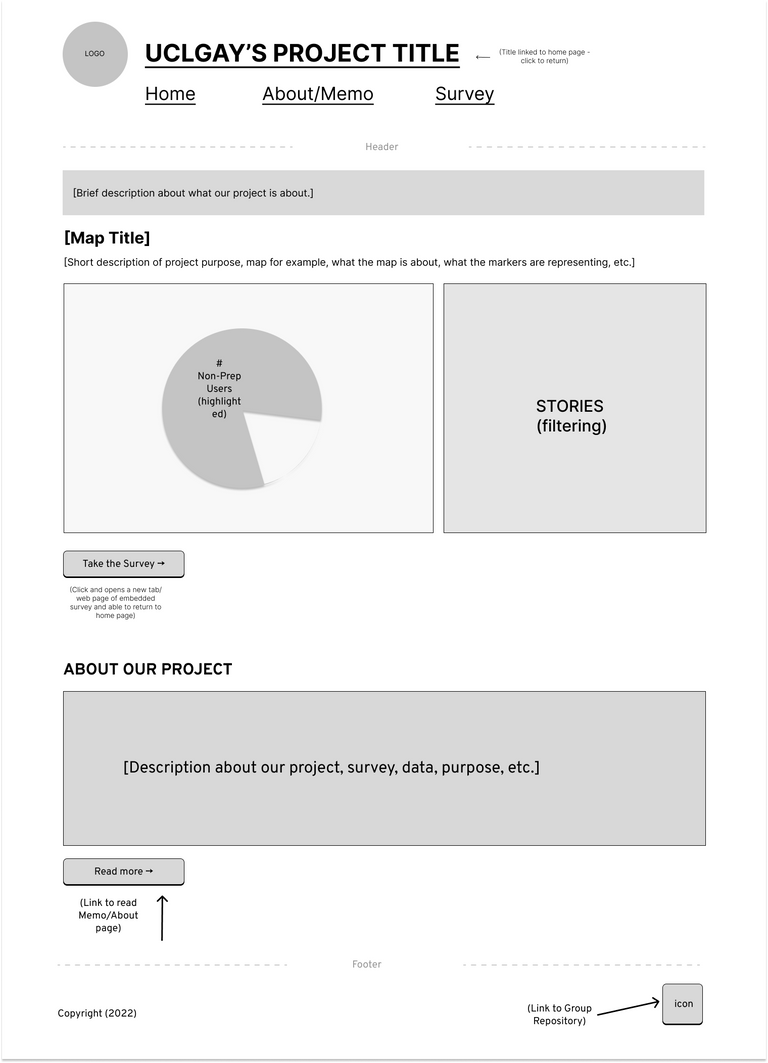 LOGO
UCLGAY’S PROJECT TITLE
(Title linked to home page -
click to return)
Home About/Memo Survey
Header
[Brief description about what our project is about.]
[Map Title]
[Short description of project purpose, map for example, what the map is about, what the markers are representing, etc.]
#
Non-Prep
Users
(highlight
ed)
STORIES
(filtering)
Take the Survey →
(Click and opens a new tab/
web page of embedded
survey and able to return to
home page)
ABOUT OUR PROJECT
[Description about our project, survey, data, purpose, etc.]
Read more →
(Link to read
Memo/About
page)
Footer
Copyright (2022)
(Link to Group
Repository)
icon